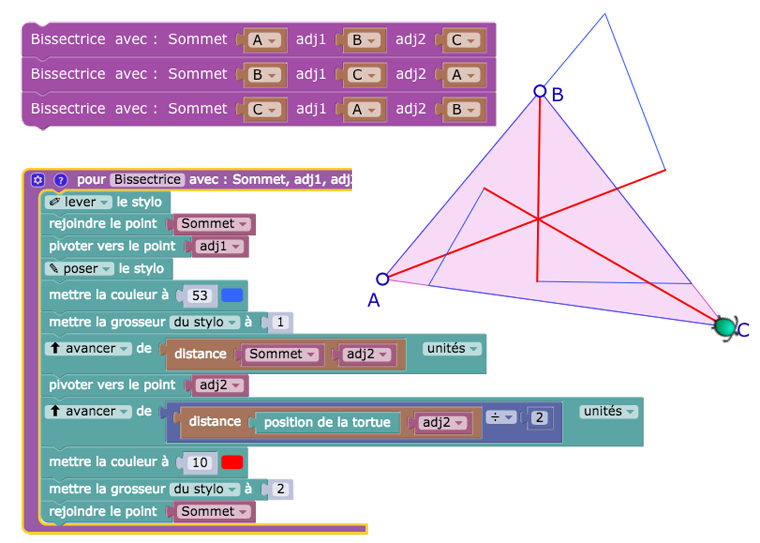 Bissectrice avec : Sommet A adj1 B adj2 C
Bissectrice avec : Sommet B adj1 C adj2 A
Bissectrice avec : Sommet C adj1 A adj2 B
? pour Bissectrice avec : Sommet, adj1, adj2
lever le stylo
rejoindre le point Sommet
pivoter vers le point adj1
poser le stylo
mettre la couleur à 53
mettre la grosseur du stylo à 1
avancer de distance Sommet adj2 unités
pivoter vers le point adj2
avancer de distance position de la tortue adj2 ÷ 2 unités
mettre la couleur à 10
mettre la grosseur du stylo à 2
rejoindre le point Sommet
B
A
C